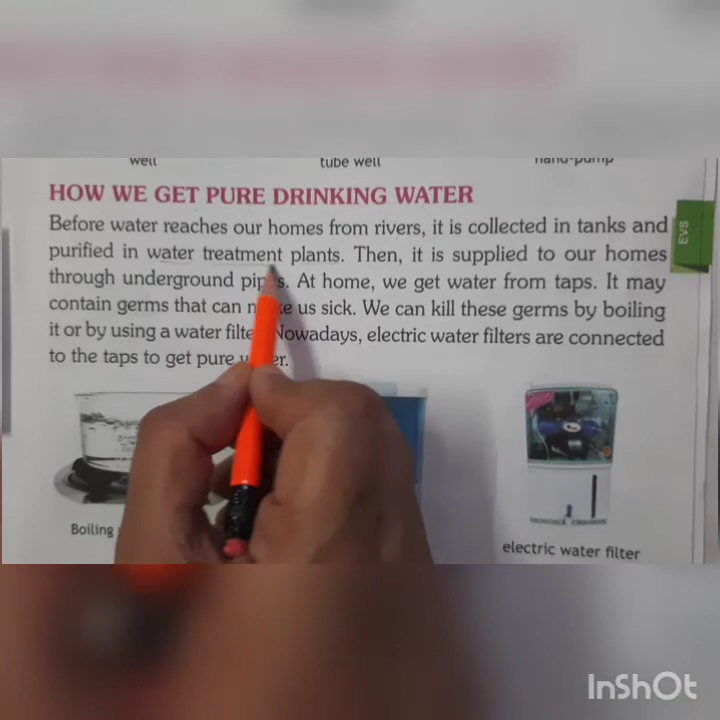 well tube well hand-pump
HOW WE GET PURE DRINKING WATER
Before water reaches our homes from rivers, it is collected in tanks and
purified in water treatment plants. Then, it is supplied to our homes
through underground pipes. At home, we get water from taps. It may
contain germs that can make us sick. We can kill these germs by boiling
it or by using a water filter. Nowadays, electric water filters are connected
to the taps to get pure water.
EVS
Boiling
electric water filter
InShOt